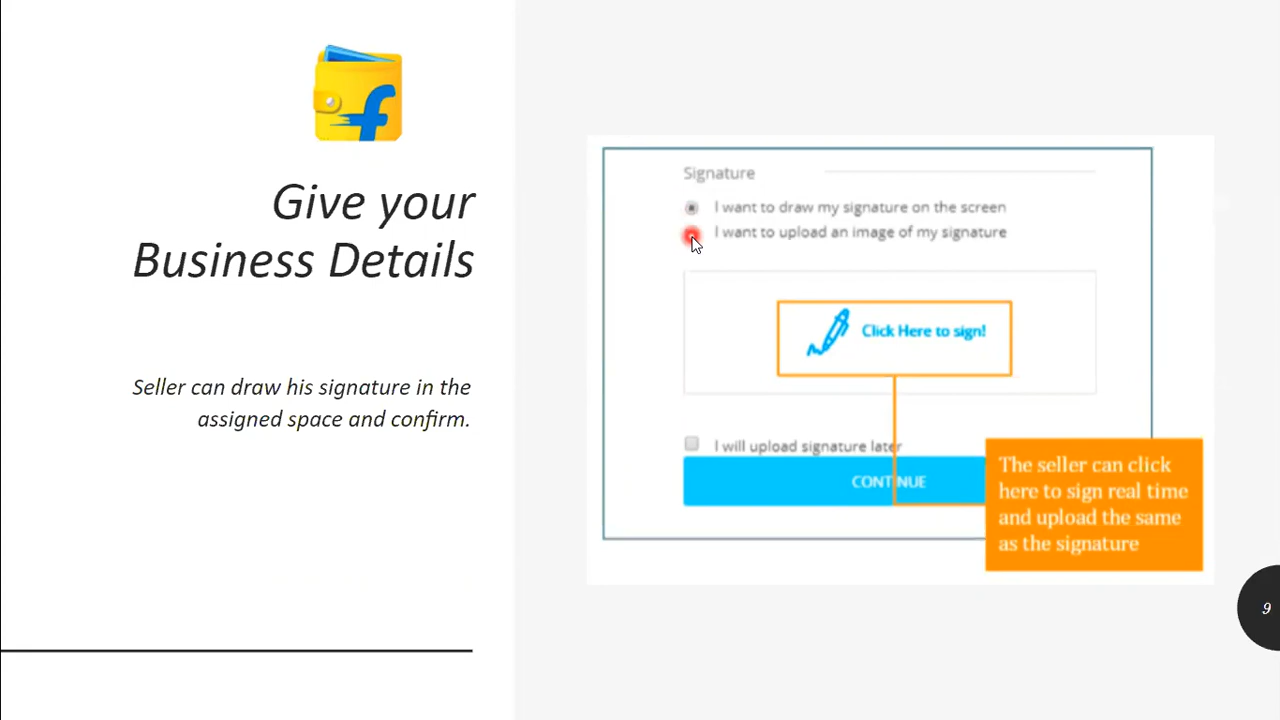 Give your
Business Details
Seller can draw his signature in the
assigned space and confirm.
Signature
I want to draw my signature on the screen
I want to upload an image of my signature
Click Here to sign!
I will upload signature later
CONTINUE
The seller can click
here to sign real time
and upload the same
as the signature
9